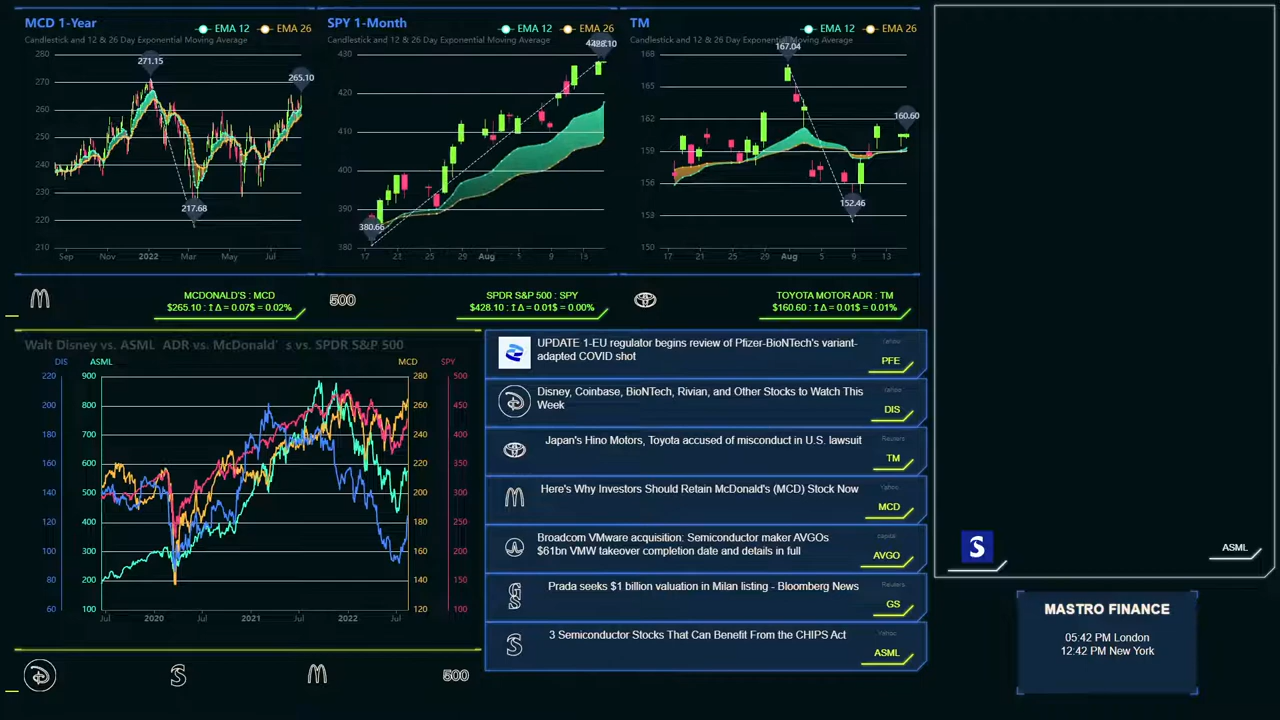 MCD 1-Year
EMA 12
EMA 26
Candlestick and 12 & 26 Day Exponential Moving Average
280
270
260
250
240
230
220
210
271.15
265.10
217.68
Sep
Nov
2022
Mar
May
Jul
SPY 1-Month
EMA 12
EMA 26
Candlestick and 12 & 26 Day Exponential Moving Average
430
420
410
400
390
380
428.10
380.66
17
21
25
29
Aug
5
9
15
TM
EMA 12
EMA 26
Candlestick and 12 & 26 Day Exponential Moving Average
168
165
162
159
156
153
150
167.04
160.60
152.46
17
21
25
29
Aug
5
9
13
MCDONALD'S : MCD
$265.10 : 1 Δ = 0.07$ = 0.02%
500
SPDR S&P 500 : SPY
$428.10 : 1 Δ = 0.01$ = 0.00%
TOYOTA MOTOR ADR : TM
$160.60 : 1 Δ = 0.01$ = 0.01%
Walt Disney vs. ASML ADR vs. McDonald's vs. SPDR S&P 500
DIS
ASML
MCD
SPY
220
200
180
160
140
120
100
80
60
900
800
700
600
500
400
300
200
100
280
260
240
220
200
180
160
140
120
500
450
400
350
300
250
200
150
100
Jul
2020
Jul
2021
Jul
2022
Jul
500
UPDATE 1-EU regulator begins review of Pfizer-BioNTech's variant-
adapted COVID shot
Yahoo
PFE
Disney, Coinbase, BioNTech, Rivian, and Other Stocks to Watch This
Week
Yahoo
DIS
Japan's Hino Motors, Toyota accused of misconduct in U.S. lawsuit
Reuters
TM
Here's Why Investors Should Retain McDonald's (MCD) Stock Now
Yahoo
MCD
Broadcom VMware acquisition: Semiconductor maker AVGOs
$61bn VMW takeover completion date and details in full
capital
AVGO
Prada seeks $1 billion valuation in Milan listing - Bloomberg News
Reuters
GS
3 Semiconductor Stocks That Can Benefit From the CHIPS Act
Yahoo
ASML
ASML
MASTRO FINANCE
05:42 PM London
12:42 PM New York